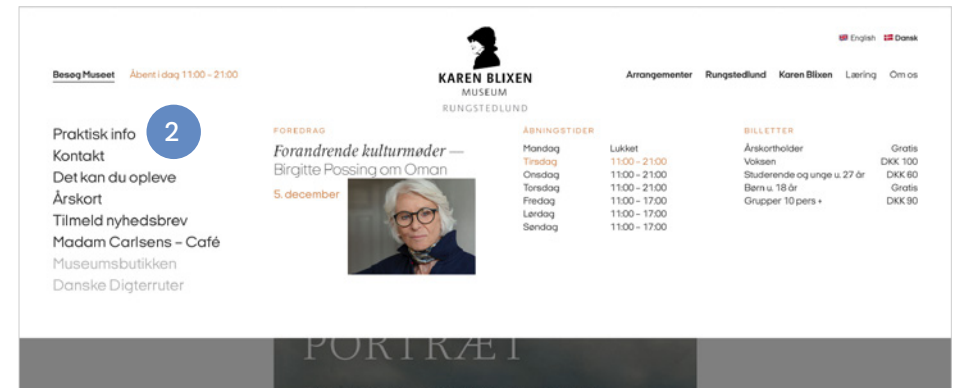 English Dansk
Besøg Museet Åbent i dag 11:00 - 21:00
KAREN BLIXEN
MUSEUM
RUNGSTEDLUND
Arrangementer Rungstedlund Karen Blixen Læring Om os
Praktisk info
2
Kontakt
Det kan du opleve
Årskort
Tilmeld nyhedsbrev
Madam Carlsens – Café
Museumsbutikken
Danske Digterruter
FOREDRAG
Forandrende kulturmøder —
Birgitte Possing om Oman
5. december
ÅBNINGSTIDER
Mandag Lukket
Tirsdag 11:00 - 21:00
Onsdag 11:00 - 21:00
Torsdag 11:00 - 21:00
Fredag 11:00 - 17:00
Lørdag 11:00 - 17:00
Søndag 11:00 - 17:00
BILLETTER
Årskortholder Gratis
Voksen DKK 100
Studerende og unge u. 27 år DKK 60
Børn u. 18 år Gratis
Grupper 10 pers + DKK 90
PORTRÆT